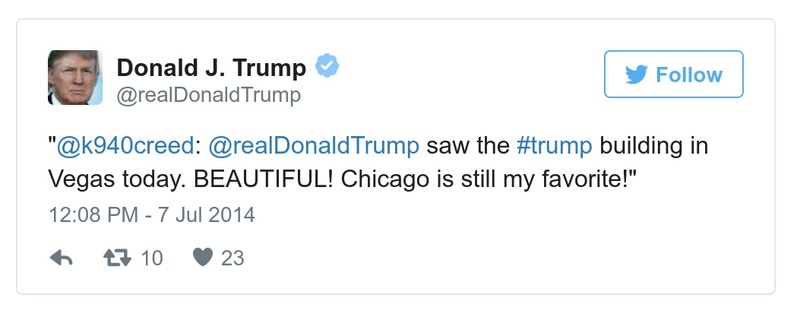 Donald J. Trump
@realDonaldTrump
Follow
"@k940creed: @realDonaldTrump saw the #trump building in
Vegas today. BEAUTIFUL! Chicago is still my favorite!"
12:08 PM - 7 Jul 2014
10 23